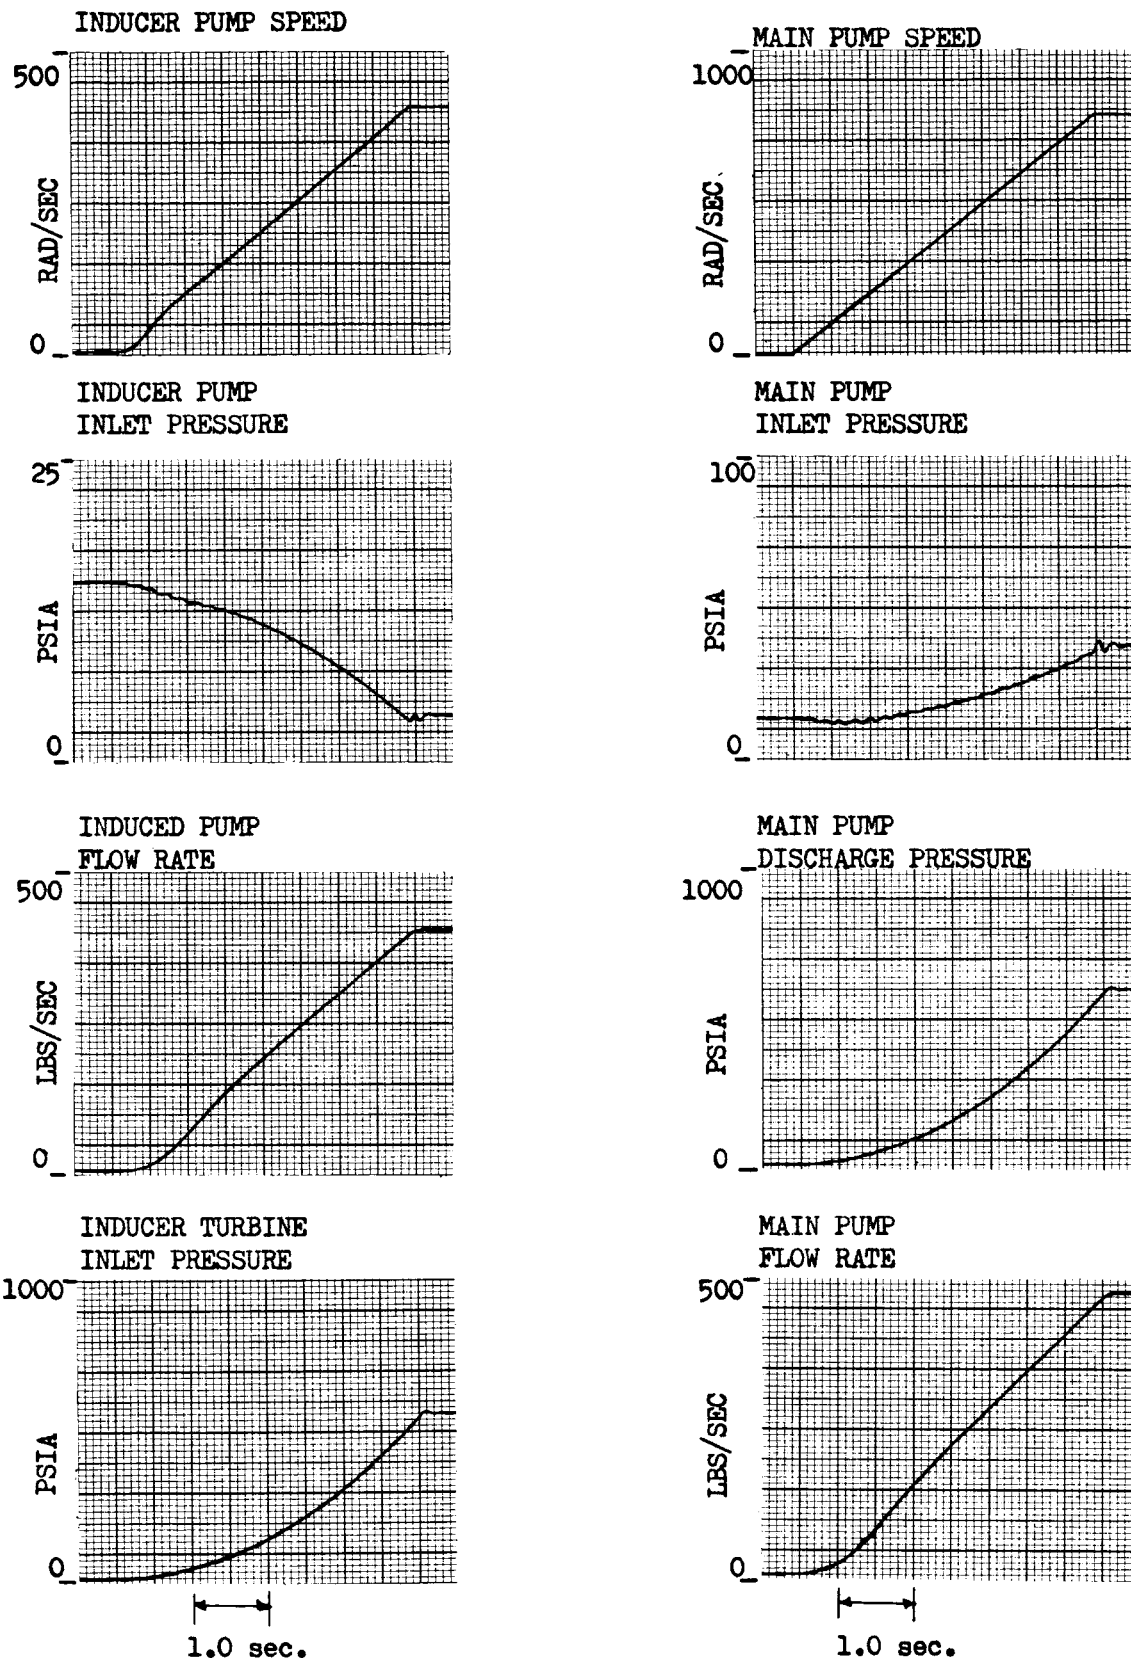 INDUCER PUMP SPEED
500
RAD/SEC
0
INDUCER PUMP
INLET PRESSURE
25
PSIA
0
INDUCED PUMP
FLOW RATE
500
LBS/SEC
0
INDUCER TURBINE
INLET PRESSURE
1000
PSIA
0
1.0 sec.
MAIN PUMP SPEED
1000
RAD/SEC
0
MAIN PUMP
INLET PRESSURE
100
PSIA
0
MAIN PUMP
DISCHARGE PRESSURE
1000
PSIA
0
MAIN PUMP
FLOW RATE
500
LBS/SEC
0
1.0 sec.